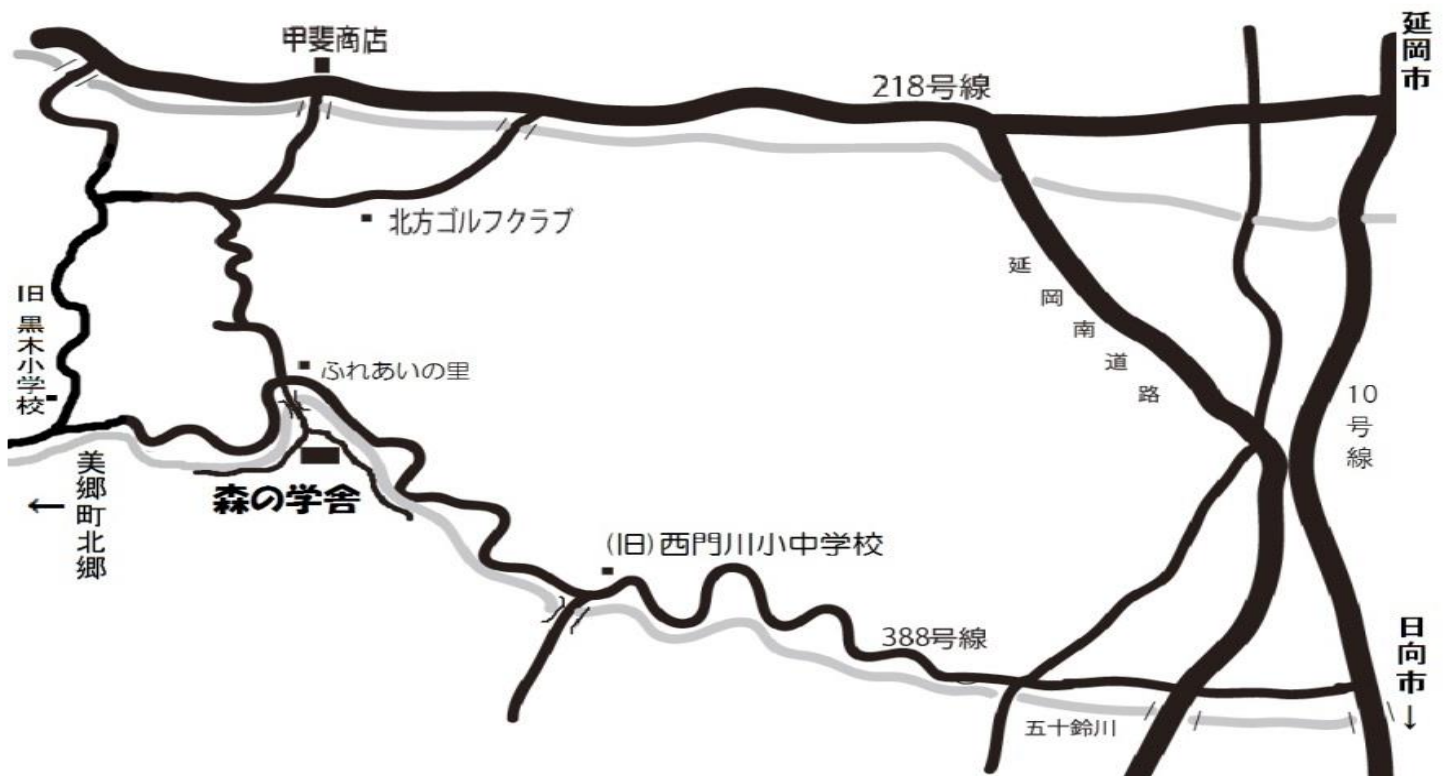 延岡市
甲斐商店
218号線
北方ゴルフクラブ
延岡南道路
旧 黒木小学校
ふれあいの里
10号線
美郷町北郷
←
森の学舎
(旧)西門川小中学校
388号線
日向市↓
五十鈴川